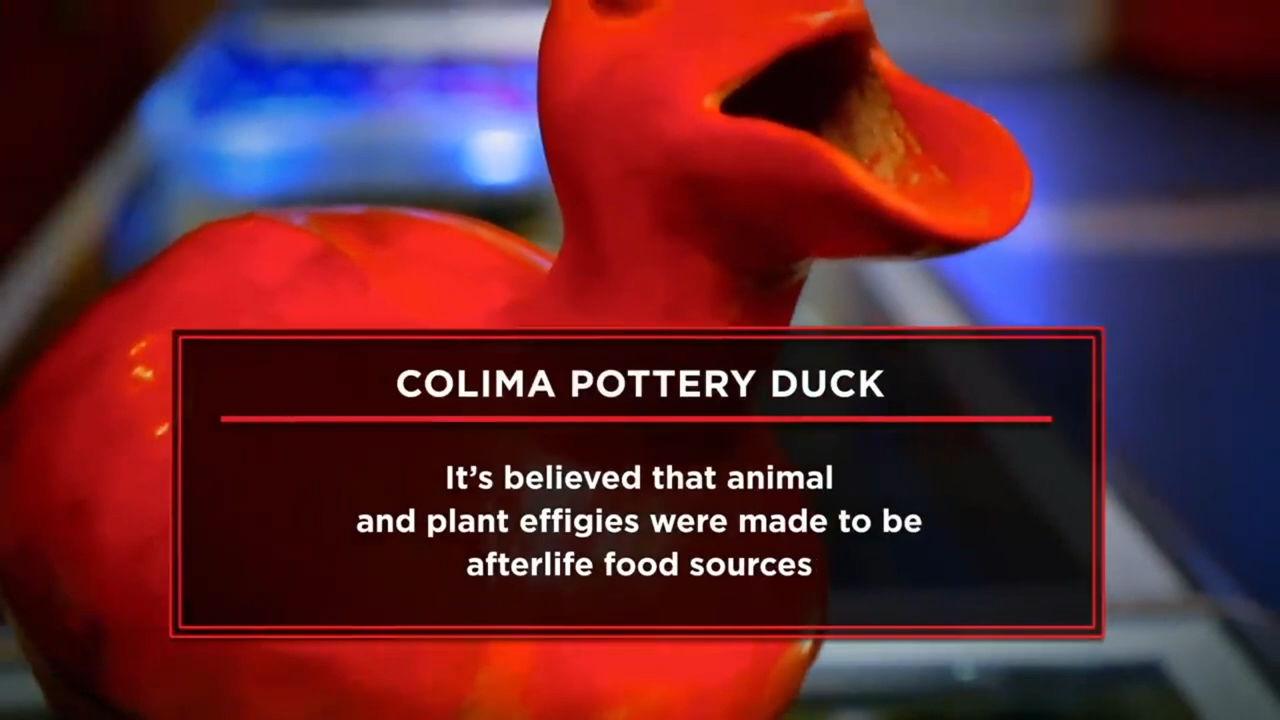 COLIMA POTTERY DUCK
It's believed that animal
and plant effigies were made to be
afterlife food sources